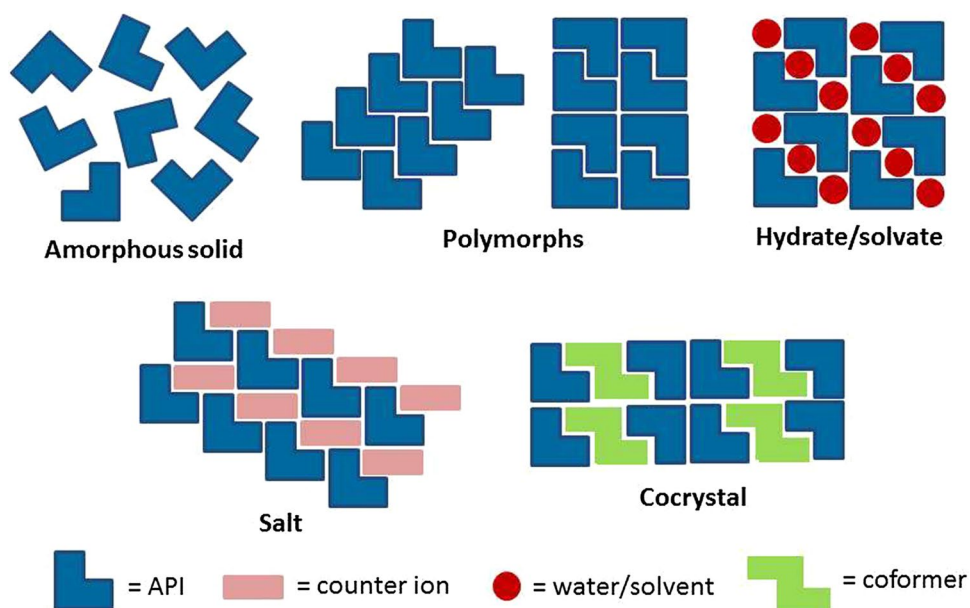 Amorphous solid
Polymorphs
Hydrate/solvate
Salt
Cocrystal
= API
= counter ion
= water/solvent
= coformer